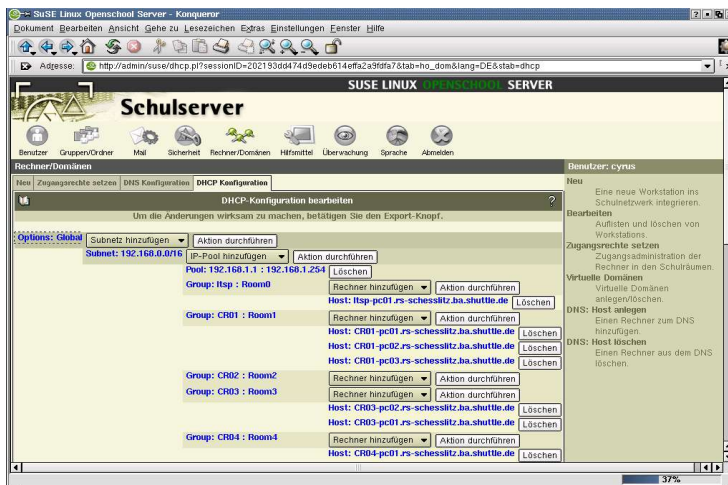 SuSE Linux Openschool Server - Konqueror
Dokument Bearbeiten Ansicht Gehe zu Lesezeichen Extras Einstellungen Fenster Hilfe
Adresse: http://admin/suse/dhcp.pl?sessionID=202193dd474d9edeb614effa2a9fdfa7&tab=ho_dom&lang=DE&stab=dhcp
SUSE LINUX OPENSCHOOL SERVER
Schulserver
Benutzer Gruppen/Ordner Mail Sicherheit Rechner/Domänen Hilfsmittel Überwachung Sprache Abmelden
Rechner/Domänen
Neu Zugangsrechte setzen DNS Konfiguration DHCP Konfiguration
DHCP-Konfiguration bearbeiten ?
Um die Änderungen wirksam zu machen, betätigen Sie den Export-Knopf.
Options: Global Subnetz hinzufügen Aktion durchführen
Subnet: 192.168.0.0/16 IP-Pool hinzufügen Aktion durchführen
Pool: 192.168.1.1 : 192.168.1.254 Löschen
Group: ltsp : Room0 Rechner hinzufügen Aktion durchführen
Host: ltsp-pc01.rs-schesslitz.ba.shuttle.de Löschen
Group: CR01 : Room1 Rechner hinzufügen Aktion durchführen
Host: CR01-pc01.rs-schesslitz.ba.shuttle.de Löschen
Host: CR01-pc02.rs-schesslitz.ba.shuttle.de Löschen
Host: CR01-pc03.rs-schesslitz.ba.shuttle.de Löschen
Group: CR02 : Room2 Rechner hinzufügen Aktion durchführen
Group: CR03 : Room3 Rechner hinzufügen Aktion durchführen
Host: CR03-pc02.rs-schesslitz.ba.shuttle.de Löschen
Host: CR03-pc01.rs-schesslitz.ba.shuttle.de Löschen
Group: CR04 : Room4 Rechner hinzufügen Aktion durchführen
Host: CR04-pc01.rs-schesslitz.ba.shuttle.de Löschen
Benutzer: cyrus
Neu
Eine neue Workstation ins
Schulnetzwerk integrieren.
Bearbeiten
Auflisten und löschen von
Workstations.
Zugangsrechte setzen
Zugangsadministration der
Rechner in den Schulräumen.
Virtuelle Domänen
Virtuelle Domänen
anlegen/löschen.
DNS: Host anlegen
Einen Rechner zum DNS
hinzufügen.
DNS: Host löschen
Einen Rechner aus dem DNS
löschen.
37%